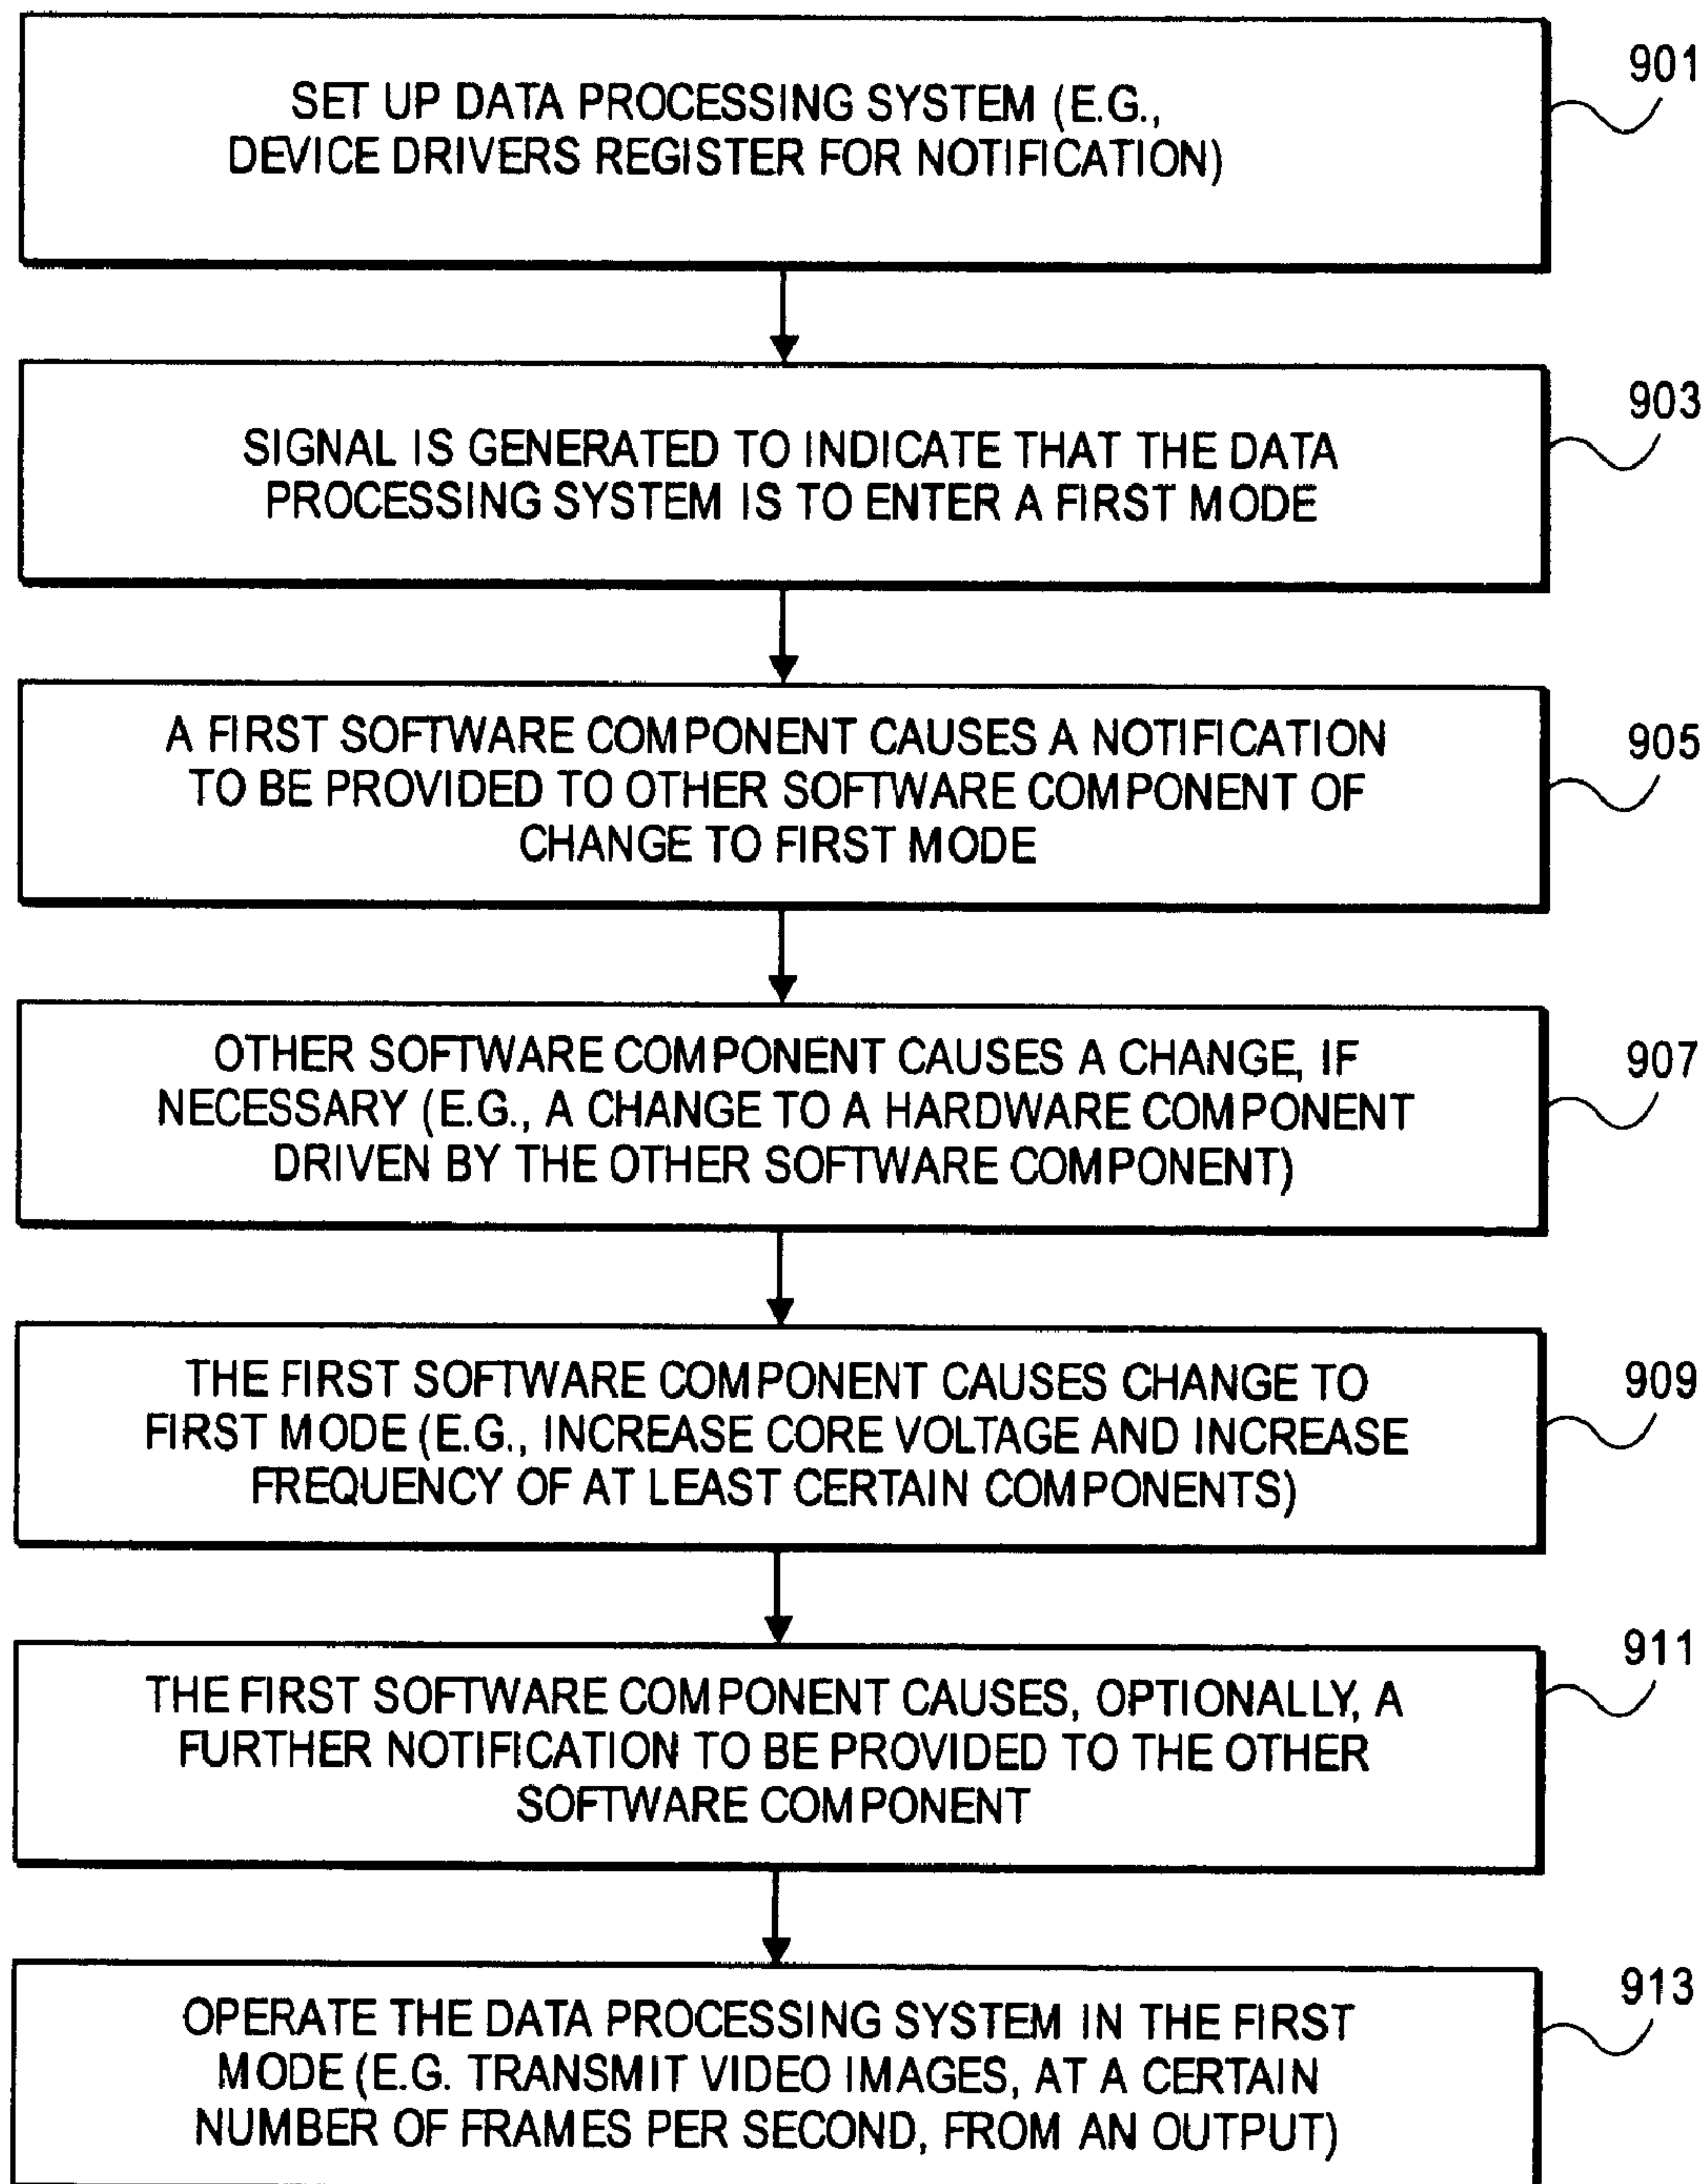 SET UP DATA PROCESSING SYSTEM (E.G.,
DEVICE DRIVERS REGISTER FOR NOTIFICATION)
901
SIGNAL IS GENERATED TO INDICATE THAT THE DATA
PROCESSING SYSTEM IS TO ENTER A FIRST MODE
903
A FIRST SOFTWARE COMPONENT CAUSES A NOTIFICATION
TO BE PROVIDED TO OTHER SOFTWARE COMPONENT OF
CHANGE TO FIRST MODE
905
OTHER SOFTWARE COMPONENT CAUSES A CHANGE, IF
NECESSARY (E.G., A CHANGE TO A HARDWARE COMPONENT
DRIVEN BY THE OTHER SOFTWARE COMPONENT)
907
THE FIRST SOFTWARE COMPONENT CAUSES CHANGE TO
FIRST MODE (E.G., INCREASE CORE VOLTAGE AND INCREASE
FREQUENCY OF AT LEAST CERTAIN COMPONENTS)
909
THE FIRST SOFTWARE COMPONENT CAUSES, OPTIONALLY, A
FURTHER NOTIFICATION TO BE PROVIDED TO THE OTHER
SOFTWARE COMPONENT
911
OPERATE THE DATA PROCESSING SYSTEM IN THE FIRST
MODE (E.G. TRANSMIT VIDEO IMAGES, AT A CERTAIN
NUMBER OF FRAMES PER SECOND, FROM AN OUTPUT)
913